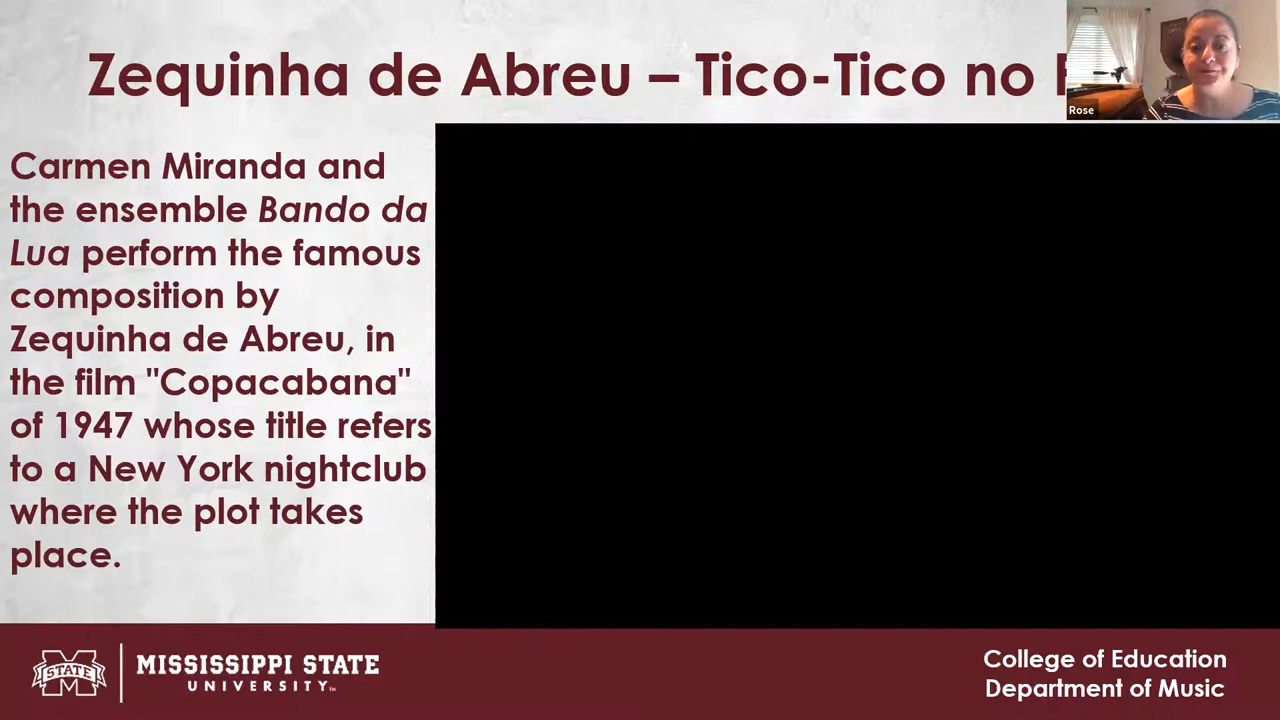 Zequinha de Abreu – Tico-Tico no
Rose
Carmen Miranda and
the ensemble Bando da
Lua perform the famous
composition by
Zequinha de Abreu, in
the film "Copacabana"
of 1947 whose title refers
to a New York nightclub
where the plot takes
place.
STATE
MISSISSIPPI STATE
UNIVERSITY™
College of Education
Department of Music